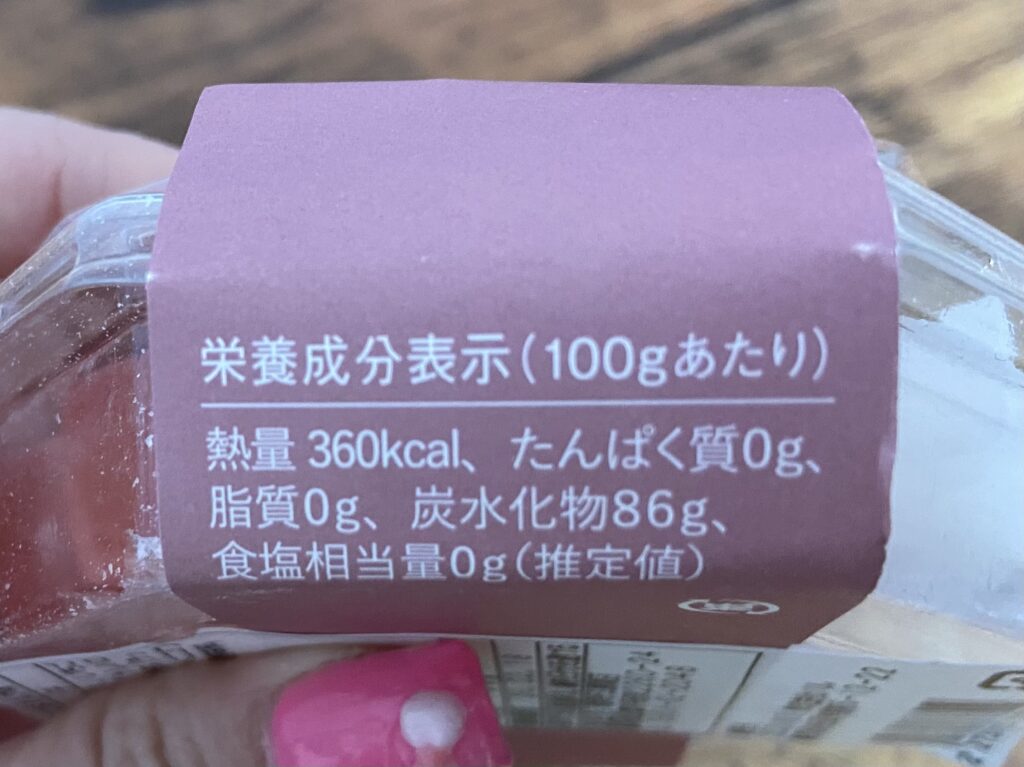 栄養成分表示(100gあたり)
熱量 360kcal、たんぱく質0g、
脂質0g、炭水化物86g、
食塩相当量0g(推定値)